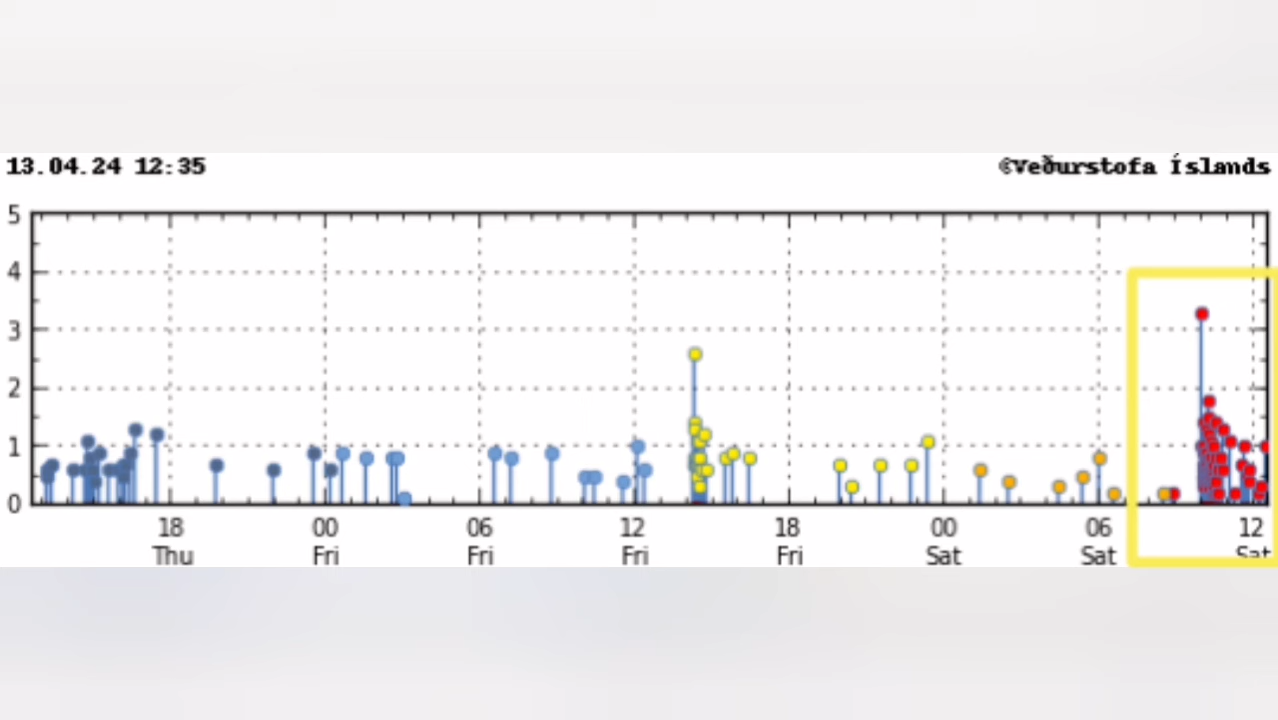 13.04.24 12:35
©Veðurstofa Íslands
5
4
3
2
1
0
18 00 06 12 18 00 06 12
Thu Fri Fri Fri Fri Sat Sat Sat